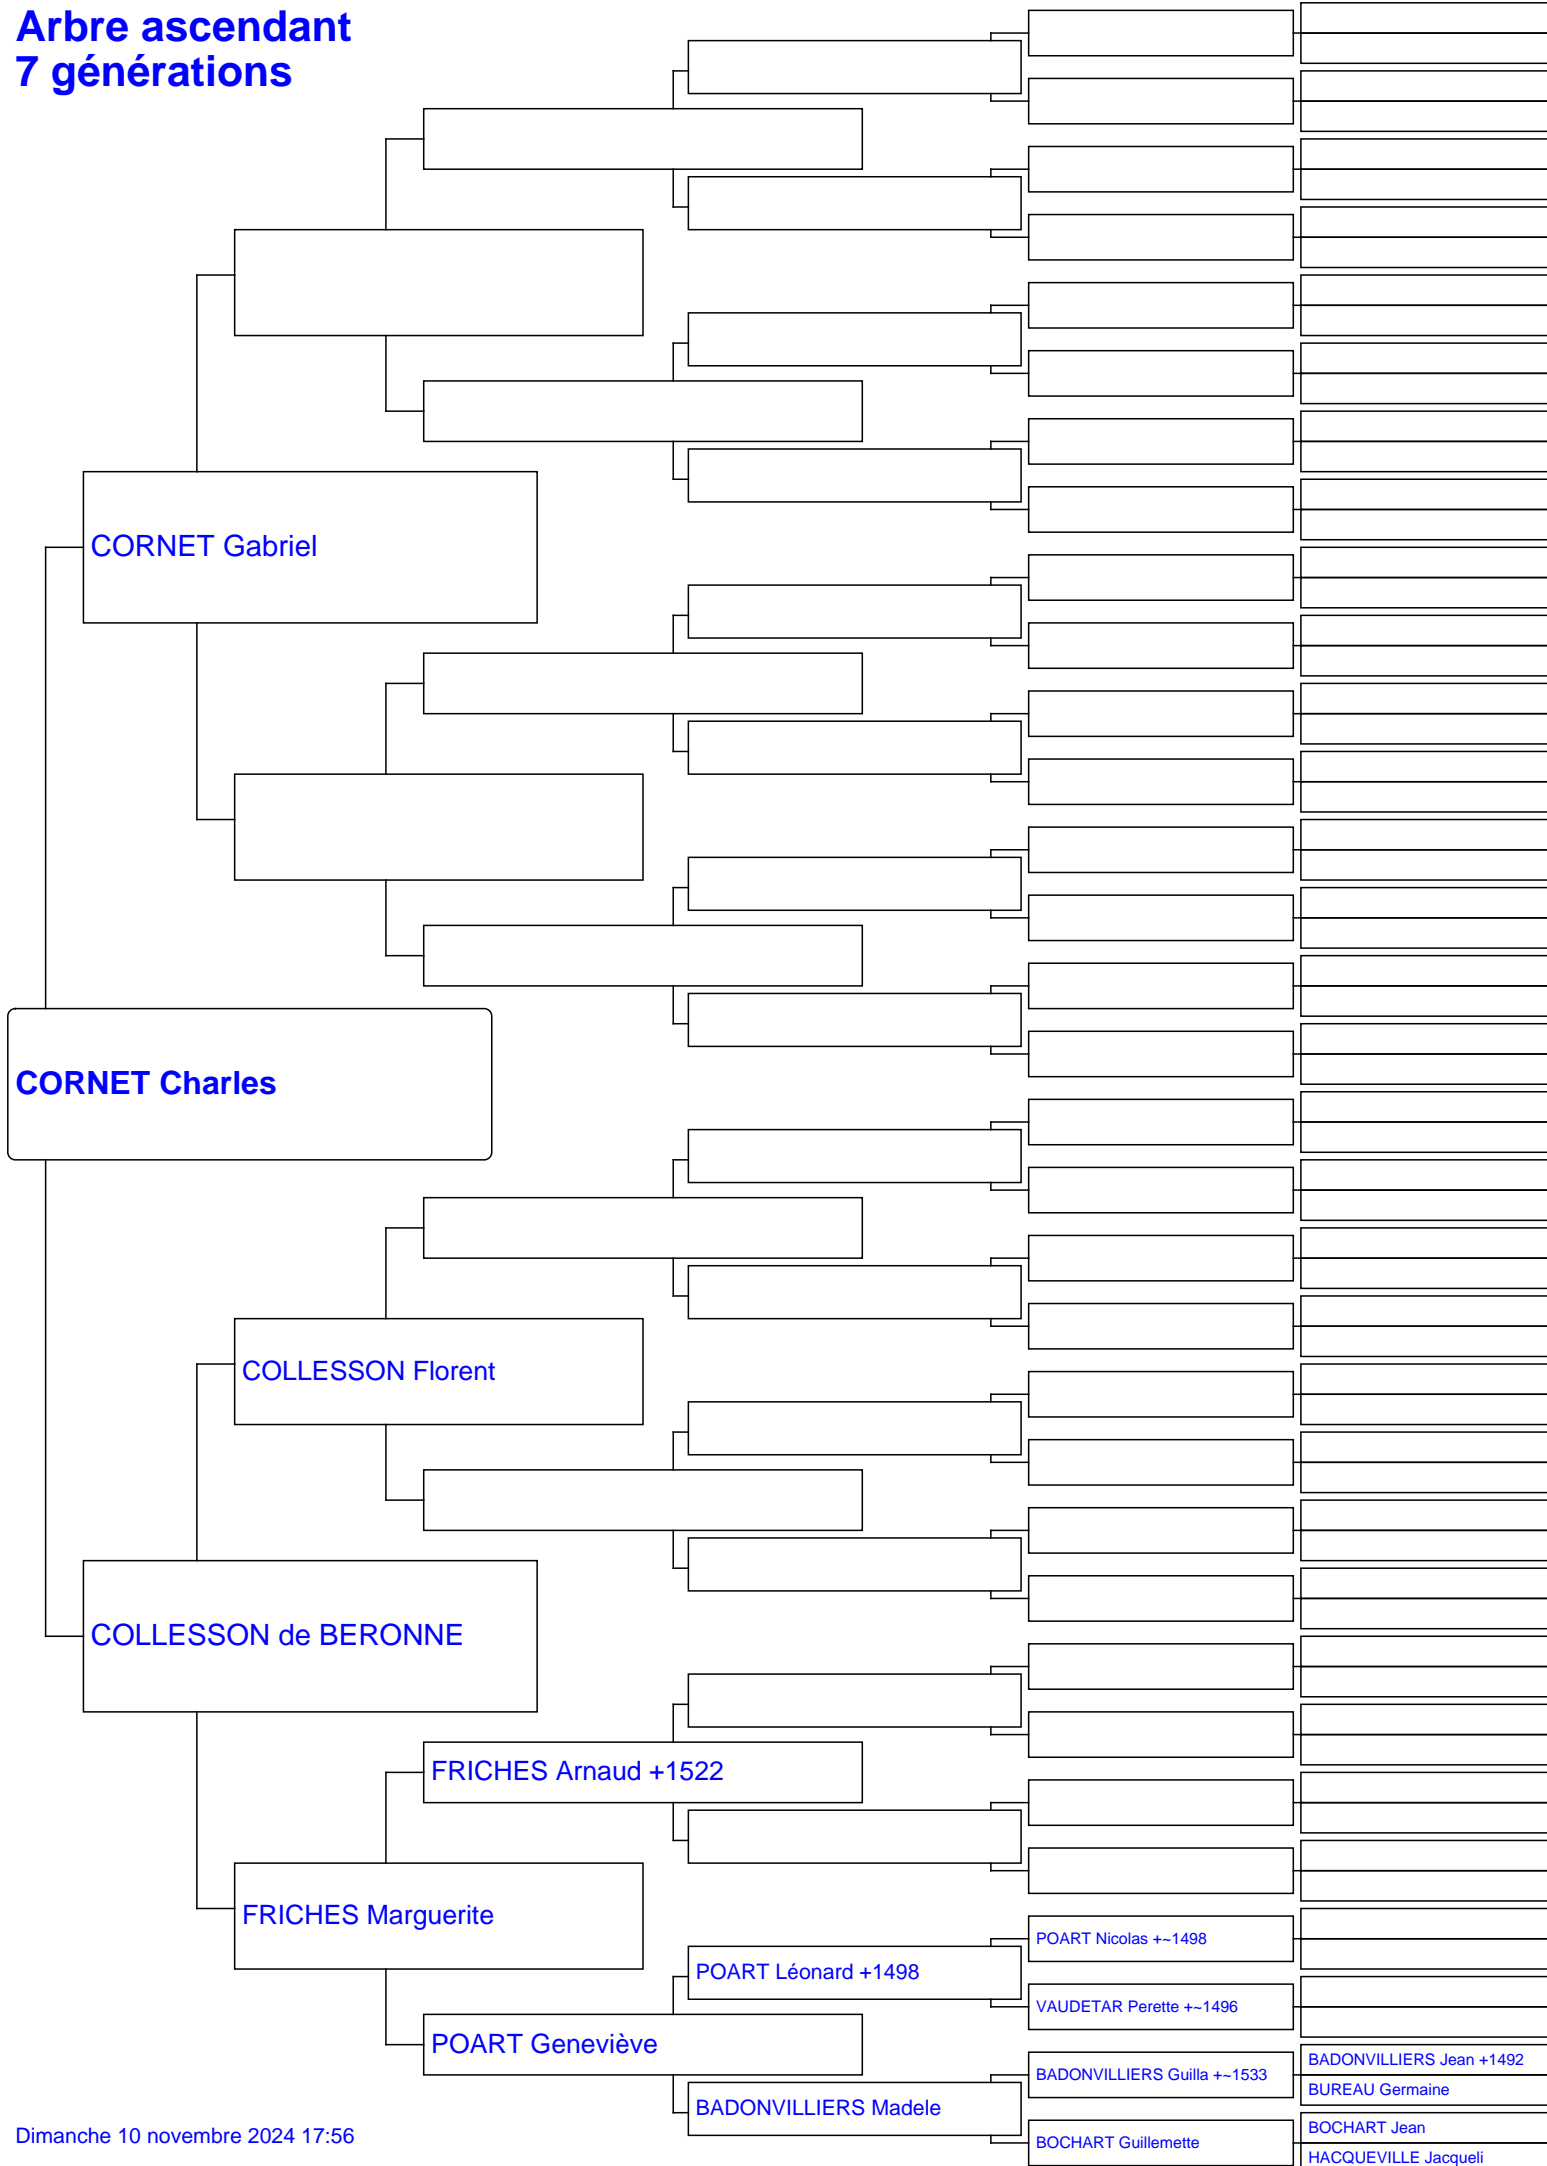 Arbre ascendant
7 générations
CORNET Gabriel
CORNET Charles
COLLESSON Florent
COLLESSON de BERONNE
FRICHES Arnaud +1522
FRICHES Marguerite
POART Nicolas +~1498
POART Léonard +1498
VAUDETAR Perette +~1496
POART Geneviève
BADONVILLIERS Jean +1492
BADONVILLIERS Guilla +~1533
BUREAU Germaine
BADONVILLIERS Madele
BOCHART Jean
BOCHART Guillemette
HACQUEVILLE Jacqueli
Dimanche 10 novembre 2024 17:56